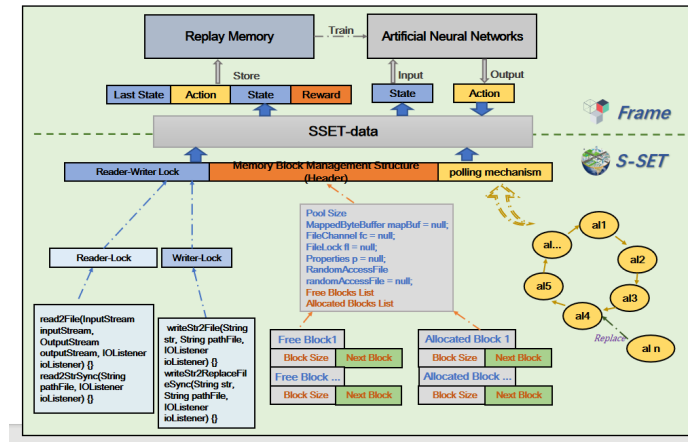 Replay Memory
Train
Artificial Neural Networks
Store
Input
Output
Last State
Action
State
Reward
State
Action
Frame
SSET-data
S-SET
Reader-Writer Lock
Memory Block Management Structure
(Header)
polling mechanism
Pool Size
MappedByteBuffer mapBuf = null;
FileChannel fc = null;
FileLock fl = null;
Properties p = null;
RandomAccessFile
randomAccessFile = null;
Free Blocks List
Allocated Blocks List
al...
al1
al2
al3
al4
al5
Replace
al n
Reader-Lock
Writer-Lock
read2File(InputStream
inputStream,
OutputStream
outputStream, IOListener
ioListener) {}
read2StrSync(String
pathFile, IOListener
ioListener) {}
writeStr2File(String
str, String pathFile,
IOListener
ioListener) {}
writeStr2ReplaceFil
eSync(String str,
String pathFile,
IOListener
ioListener) {}
Free Block1
Block Size
Next Block
Free Block ...
Block Size
Next Block
Allocated Block 1
Block Size
Next Block
Allocated Block ...
Block Size
Next Block